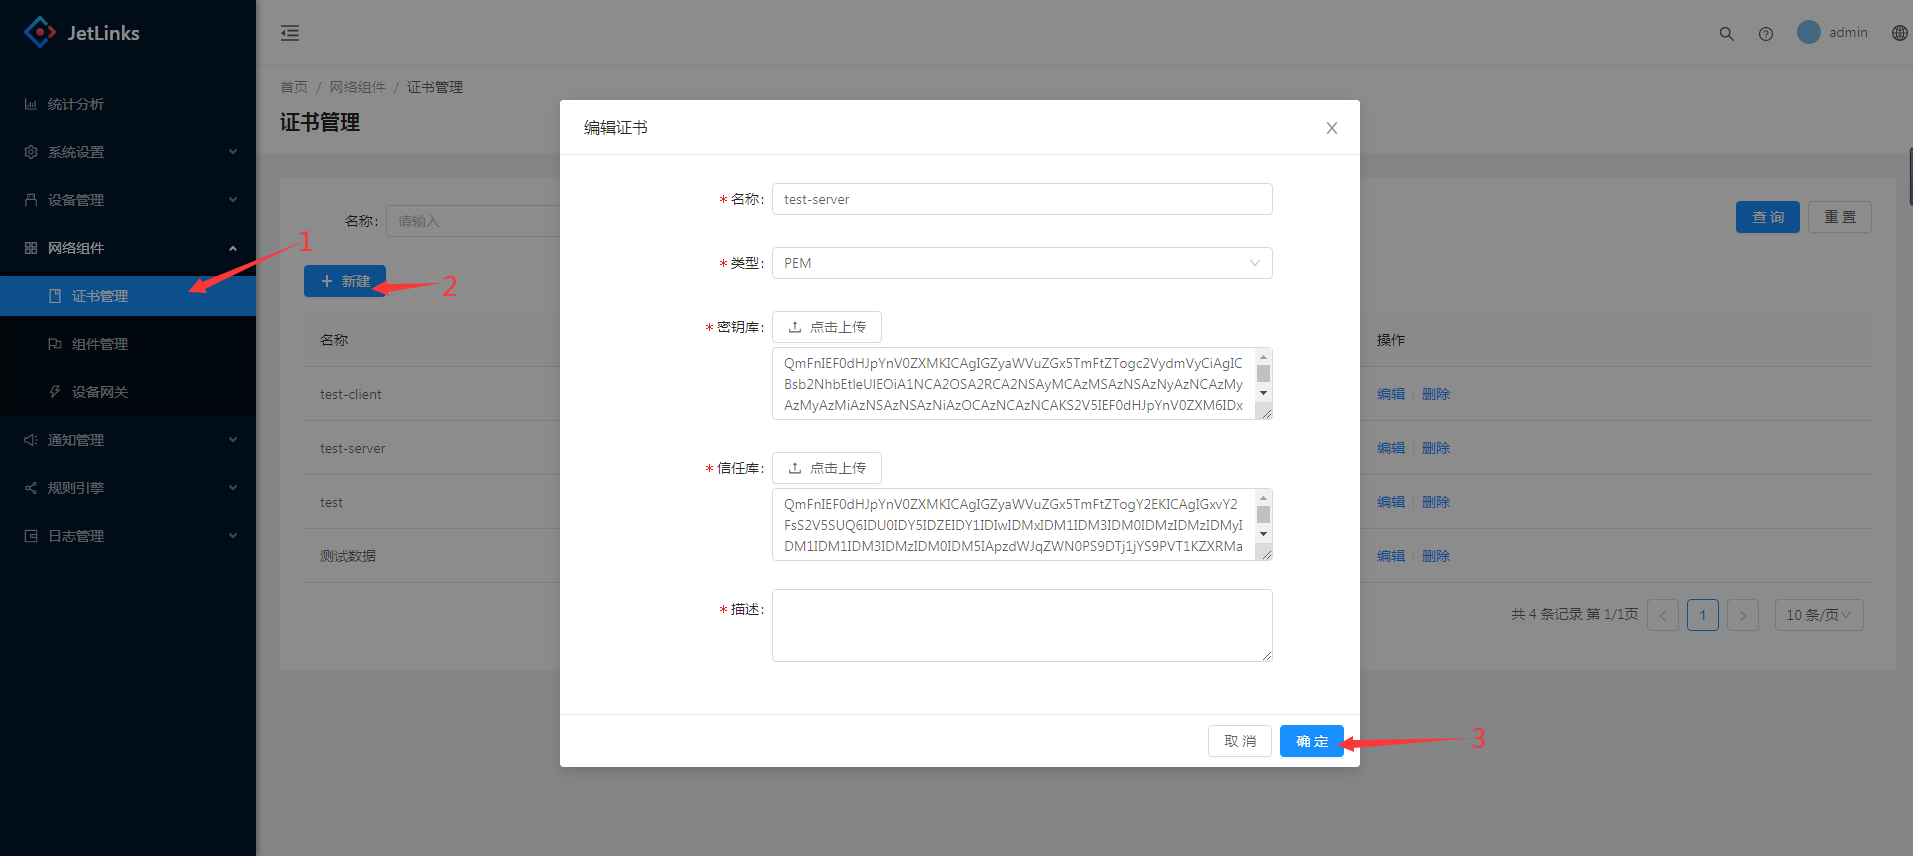 JetLinks
admin
统计分析
系统设置
设备管理
网络组件
证书管理
组件管理
设备网关
通知管理
规则引擎
日志管理
首页 / 网络组件 / 证书管理
证书管理
名称: 请输入
查 询
重 置
1
+ 新建
2
名称
操作
test-client
编辑 删除
test-server
编辑 删除
test
编辑 删除
测试数据
编辑 删除
共 4 条记录 第 1/1页
< 1 >
10 条/页
编辑证书
X
* 名称: test-server
* 类型: PEM
* 密钥库: 点击上传
QmFnIEF0dHJpYnV0ZXMKICAgIGZyaWVuZGx5TmFtZTogc2VydmVyCiAgIC
Bsb2NhbEtleUlEOiA1NCA2OSA2RCA2NSAyMCAzMSAzNSAzNyAzNCAzMy
AzMyAzMiAzNSAzNSAzNiAzOCAzNCAzNCAKS2V5IEF0dHJpYnV0ZXM6IDx
* 信任库: 点击上传
QmFnIEF0dHJpYnV0ZXMKICAgIGZyaWVuZGx5TmFtZTogY2EKICAgIGxvY2
FsS2V5SUQ6IDU0IDY5IDZEIDY1IDIwIDMxIDM1IDM3IDM0IDMzIDMzIDMyI
DM1IDM1IDM3IDMzIDM0IDM5IApzdWJqZWN0PS9DTj1jYS9PVT1KZXRMa
* 描述:
取 消
确 定
3